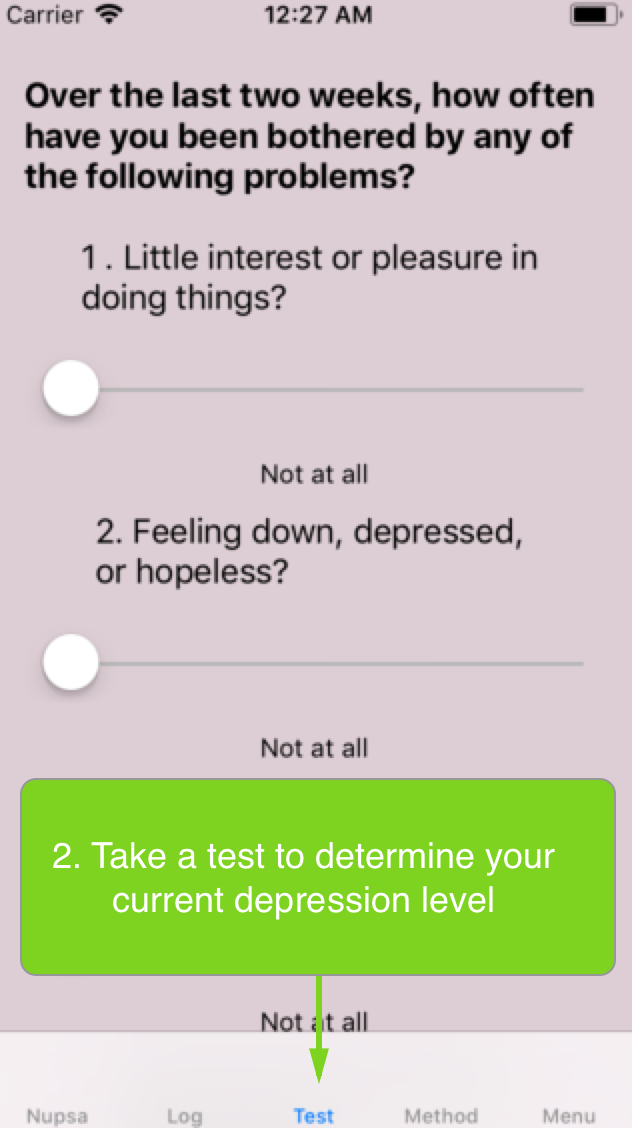 Carrier 12:27 AM
Over the last two weeks, how often
have you been bothered by any of
the following problems?
1 . Little interest or pleasure in
doing things?
Not at all
2. Feeling down, depressed,
or hopeless?
Not at all
2. Take a test to determine your
current depression level
Not at all
Nupsa Log Test Method Menu